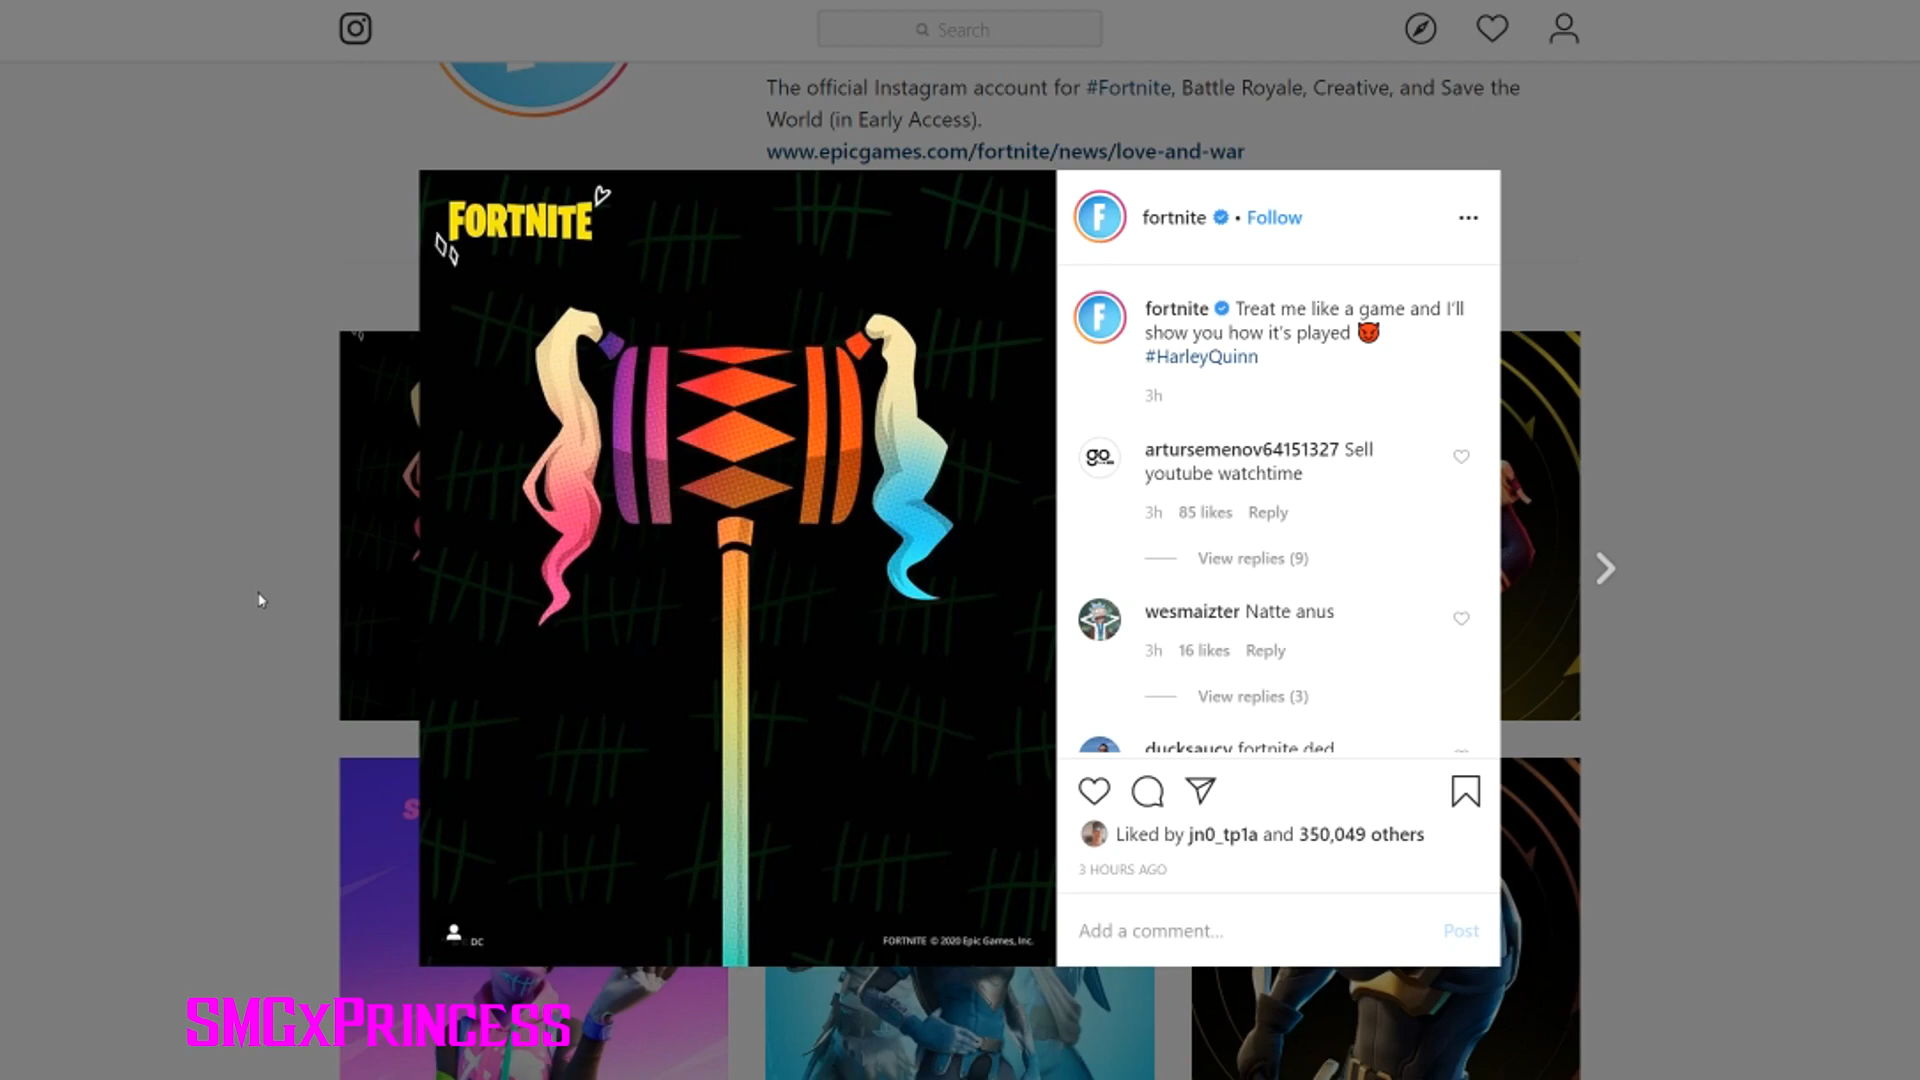 Search
The official Instagram account for #Fortnite, Battle Royale, Creative, and Save the
World (in Early Access).
www.epicgames.com/fortnite/news/love-and-war
FORTNITE
DC
FORTNITE © 2020 Epic Games, Inc.
fortnite • Follow
fortnite Treat me like a game and I'll
show you how it's played
#HarleyQuinn
3h
go
artursemenov64151327 Sell
youtube watchtime
3h 85 likes Reply
View replies (9)
wesmaizter Natte anus
3h 16 likes Reply
View replies (3)
ducksaucy fortnite ded
Liked by jn0_tp1a and 350,049 others
3 HOURS AGO
Add a comment... Post
SMGxPrincess